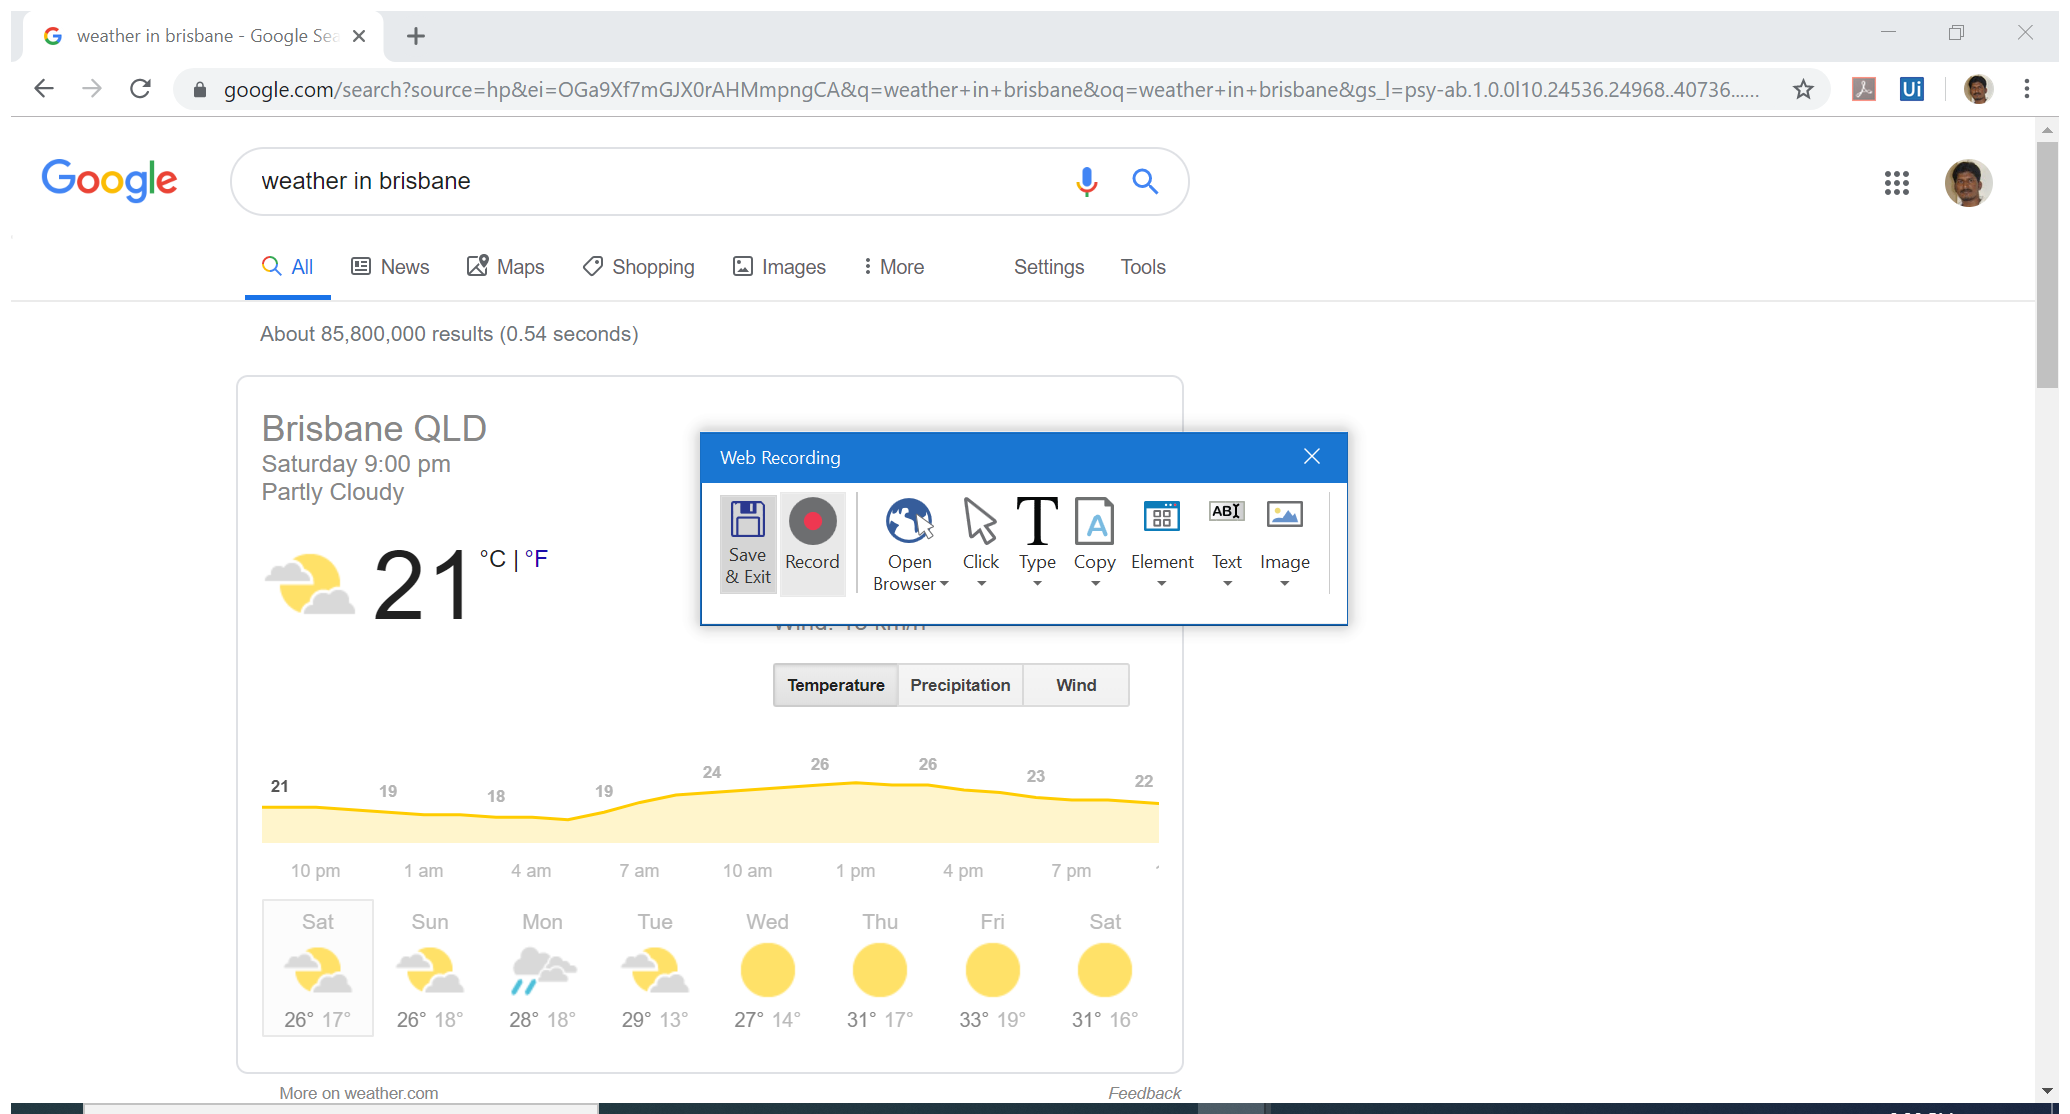 weather in brisbane - Google Sea
google.com/search?source=hp&ei=OGa9Xf7mGJX0rAHMmpngCA&q=weather+in+brisbane&oq=weather+in+brisbane&gs_l=psy-ab.1.0.0l10.24536.24968..40736......
Ui
Google
weather in brisbane
All News Maps Shopping Images More Settings Tools
About 85,800,000 results (0.54 seconds)
Brisbane QLD
Saturday 9:00 pm
Partly Cloudy
21 °C | °F
Web Recording
Save & Exit
Record
Open Browser
Click
T
Type
A
Copy
Element
ABI
Text
Image
Temperature Precipitation Wind
21 19 18 19 24 26 26 23 22
10 pm 1 am 4 am 7 am 10 am 1 pm 4 pm 7 pm
Sat Sun Mon Tue Wed Thu Fri Sat
26° 17° 26° 18° 28° 18° 29° 13° 27° 14° 31° 17° 33° 19° 31° 16°
More on weather.com
Feedback